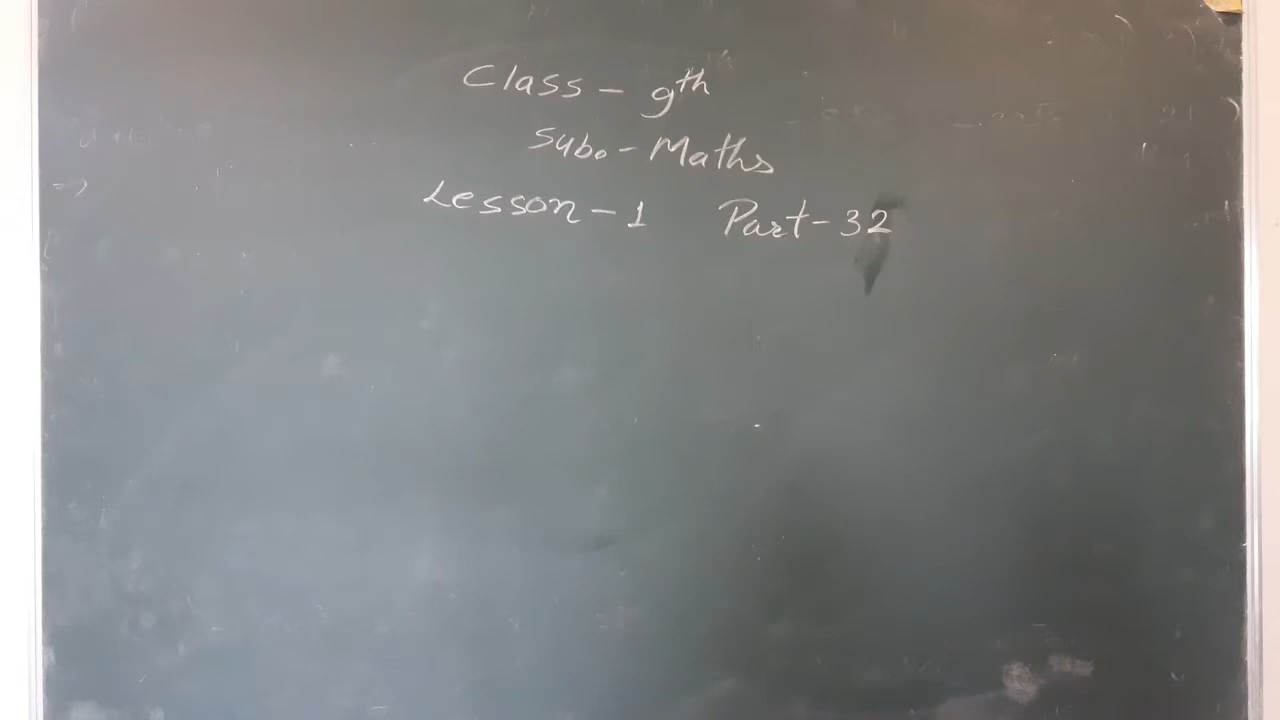 Class - 9th
Sub. - Maths
Lesson - 1 Part - 32